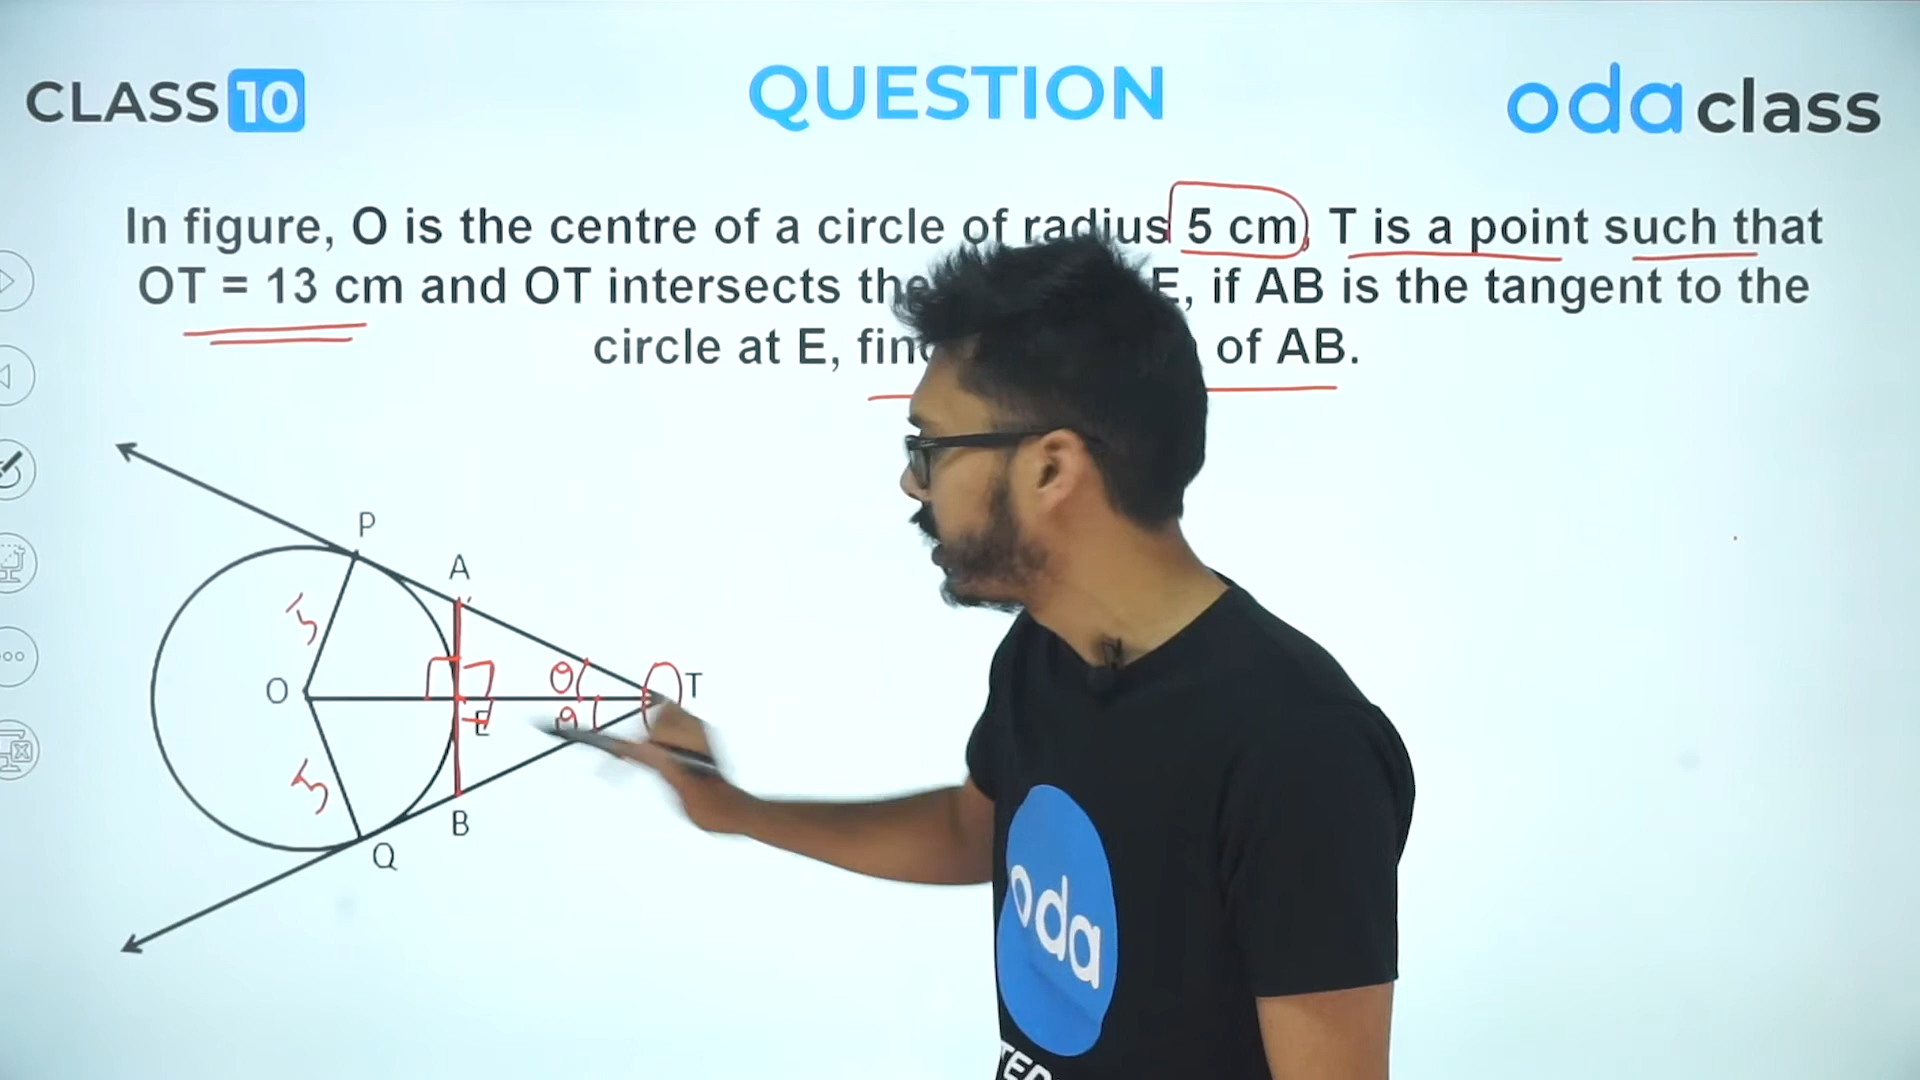 CLASS 10
QUESTION
oda class
In figure, O is the centre of a circle of radius 5 cm, T is a point such that
OT = 13 cm and OT intersects the E, if AB is the tangent to the
circle at E, of AB.
P
A
5
θ
O
T
θ
E
5
B
Q
oda